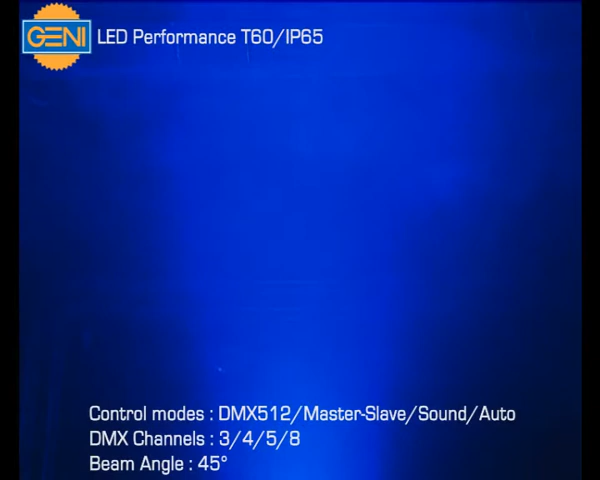 GENI LED Performance T60/IP65
Control modes : DMX512/Master-Slave/Sound/Auto
DMX Channels : 3/4/5/8
Beam Angle : 45°